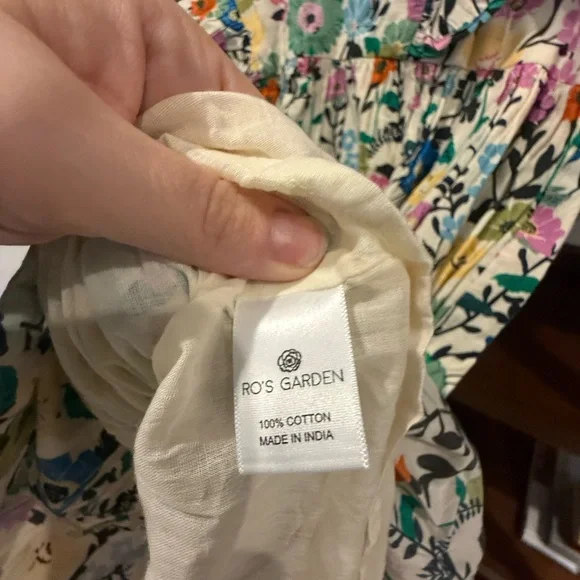 RO'S GARDEN
100% COTTON
MADE IN INDIA